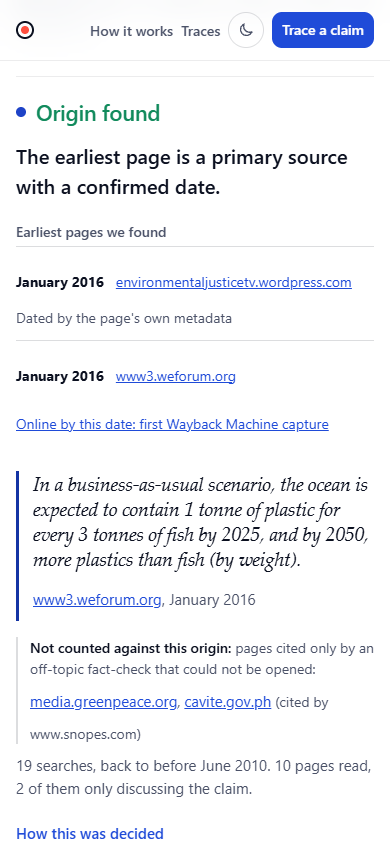 How it works Traces Trace a claim
Origin found
The earliest page is a primary source
with a confirmed date.
Earliest pages we found
January 2016 environmentaljusticetv.wordpress.com
Dated by the page's own metadata
January 2016 www3.weforum.org
Online by this date: first Wayback Machine capture
In a business-as-usual scenario, the ocean is
expected to contain 1 tonne of plastic for
every 3 tonnes of fish by 2025, and by 2050,
more plastics than fish (by weight).
www3.weforum.org, January 2016
Not counted against this origin: pages cited only by an
off-topic fact-check that could not be opened:
media.greenpeace.org, cavite.gov.ph (cited by
www.snopes.com)
19 searches, back to before June 2010. 10 pages read,
2 of them only discussing the claim.
How this was decided